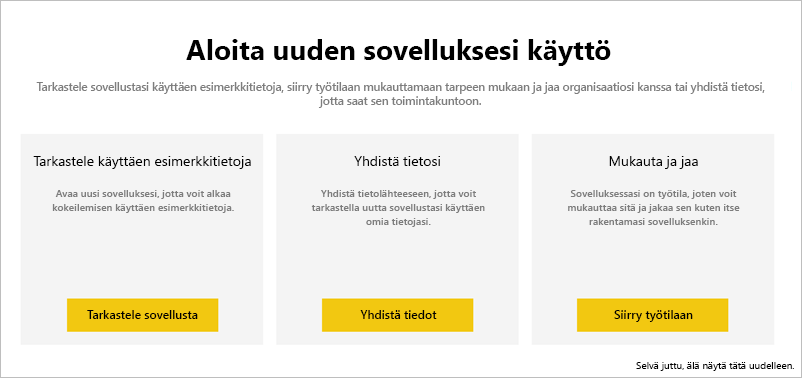 Aloita uuden sovelluksesi käyttö
Tarkastele sovellustasi käyttäen esimerkkitietoja, siirry työtilaan mukauttamaan tarpeen mukaan ja jaa organisaatiosi kanssa tai yhdistä tietosi,
jotta saat sen toimintakuntoon.
Tarkastele käyttäen esimerkkitietoja
Avaa uusi sovelluksesi, jotta voit alkaa
kokeilemisen käyttäen esimerkkitietoja.
Tarkastele sovellusta
Yhdistä tietosi
Yhdistä tietolähteeseen, jotta voit
tarkastella uutta sovellustasi käyttäen
omia tietojasi.
Yhdistä tiedot
Mukauta ja jaa
Sovelluksessasi on työtila, joten voit
mukauttaa sitä ja jakaa sen kuten itse
rakentamasi sovelluksenkin.
Siirry työtilaan
Selvä juttu, älä näytä tätä uudelleen.